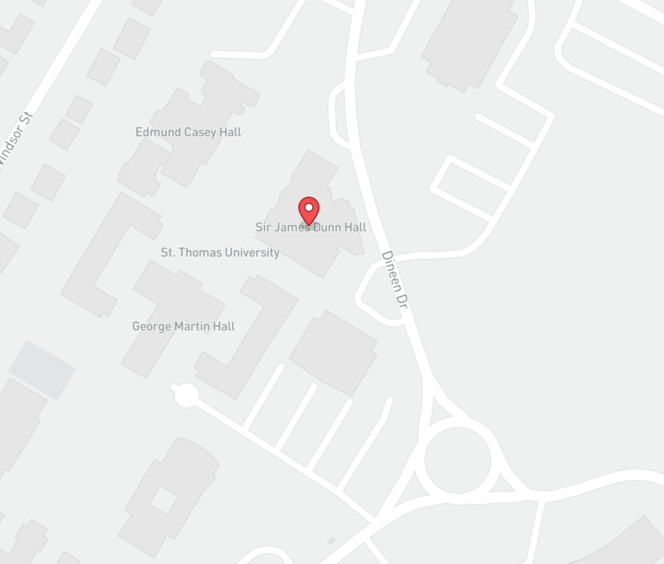 Windsor St
Edmund Casey Hall
Sir James Dunn Hall
St. Thomas University
Dineen Dr
George Martin Hall